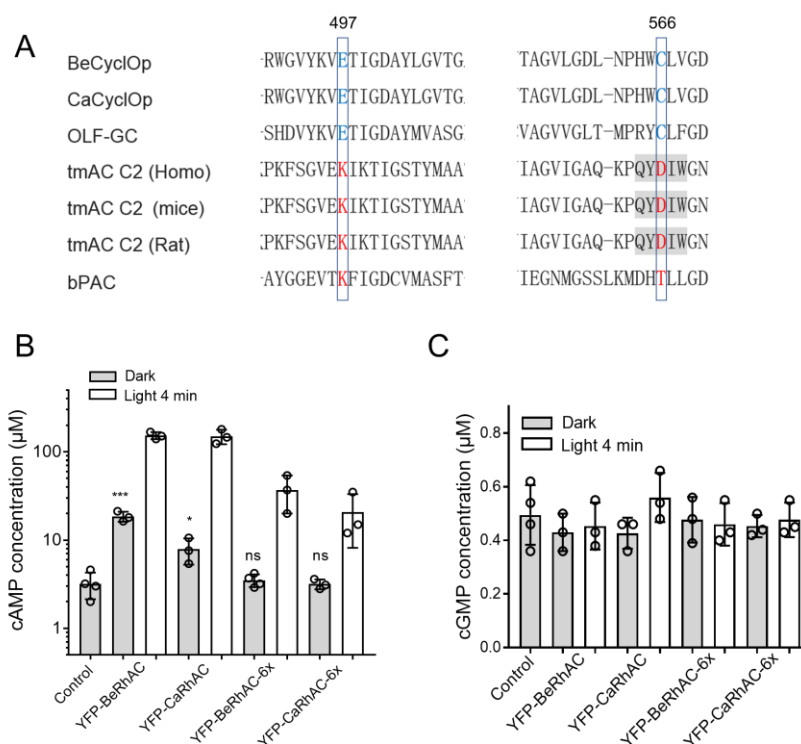 497 566
A
BeCyclOp -RWGVYKVETIGDAYLGVTG. TAGVLGDL-NPHWCLVGD
CaCyclOp -RWGVYKVETIGDAYLGVTG. TAGVLGDL-NPHWCLVGD
OLF-GC -SHDVYKVETIGDAYMVASG] VAGVVGLT-MPRYCLFGD
tmAC C2 (Homo) PKFSGVEKIKTIGSTYMAA IAGVIGAQ-KPQYDIWGN
tmAC C2 (mice) PKFSGVEKIKTIGSTYMAA IAGVIGAQ-KPQYDIWGN
tmAC C2 (Rat) PKFSGVEKIKTIGSTYMAA IAGVIGAQ-KPQYDIWGN
bPAC -AYGGEVTKFIGDCVMASFT- IEGNMGSSLKMDHTLLGD
B
Dark
Light 4 min
cAMP concentration (µM)
100
10
1
***
*
ns
ns
Control
YFP-BeRhAC
YFP-CaRhAC
YFP-BeRhAC-6x
YFP-CaRhAC-6x
C
Dark
Light 4 min
cGMP concentration (µM)
0.8
0.6
0.4
0.2
0.0
Control
YFP-BeRhAC
YFP-CaRhAC
YFP-BeRhAC-6x
YFP-CaRhAC-6x